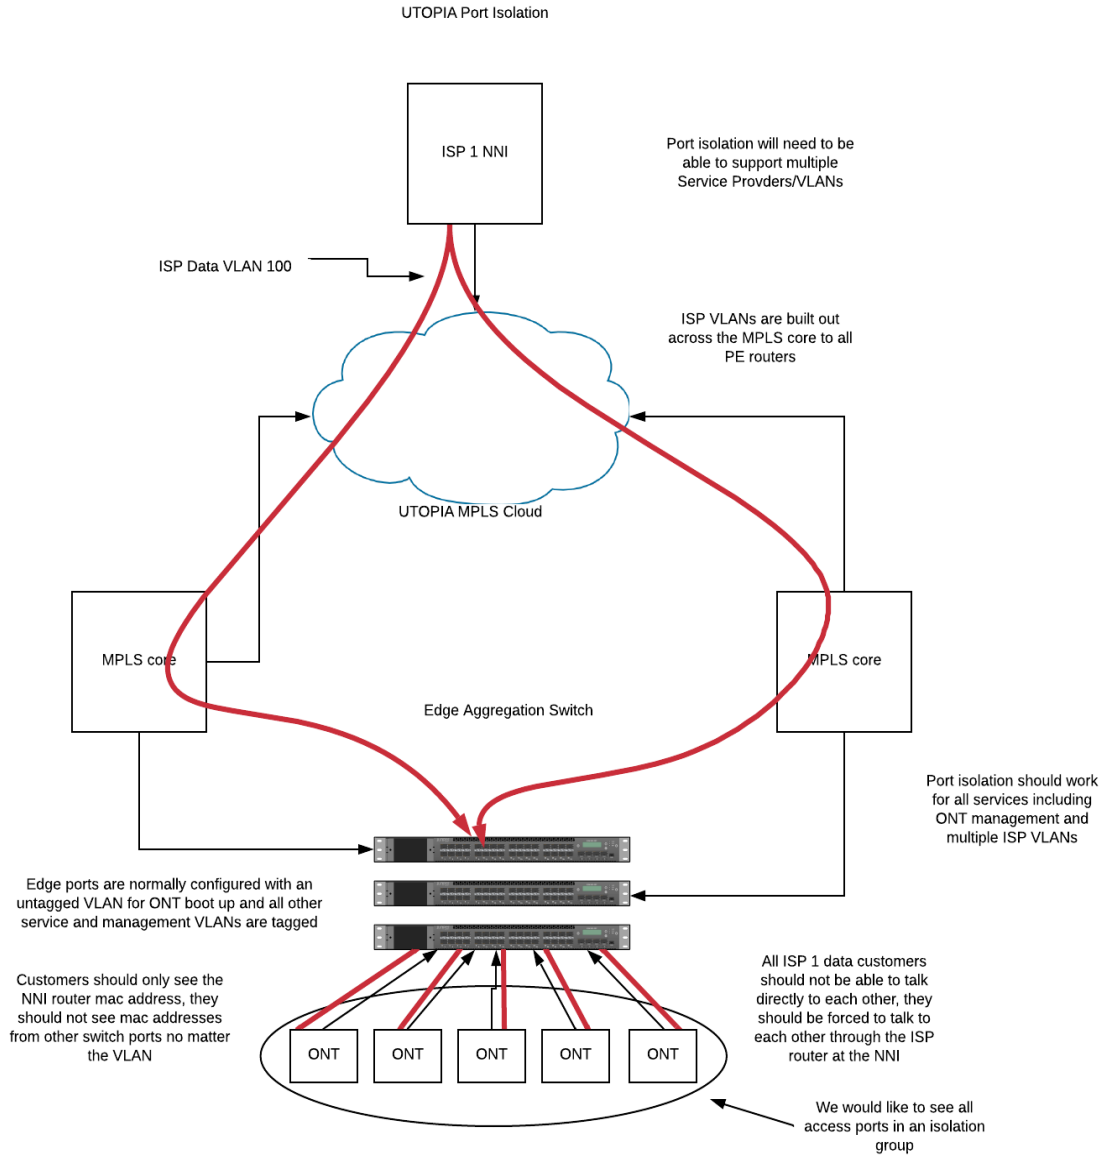 UTOPIA Port Isolation
ISP 1 NNI
Port isolation will need to be
able to support multiple
Service Provders/VLANs
ISP Data VLAN 100
ISP VLANs are built out
across the MPLS core to all
PE routers
UTOPIA MPLS Cloud
MPLS core
MPLS core
Edge Aggregation Switch
Port isolation should work
for all services including
ONT management and
multiple ISP VLANs
Edge ports are normally configured with an
untagged VLAN for ONT boot up and all other
service and management VLANs are tagged
Customers should only see the
NNI router mac address, they
should not see mac addresses
from other switch ports no matter
the VLAN
All ISP 1 data customers
should not be able to talk
directly to each other, they
should be forced to talk to
each other through the ISP
router at the NNI
ONT
ONT
ONT
ONT
ONT
We would like to see all
access ports in an isolation
group